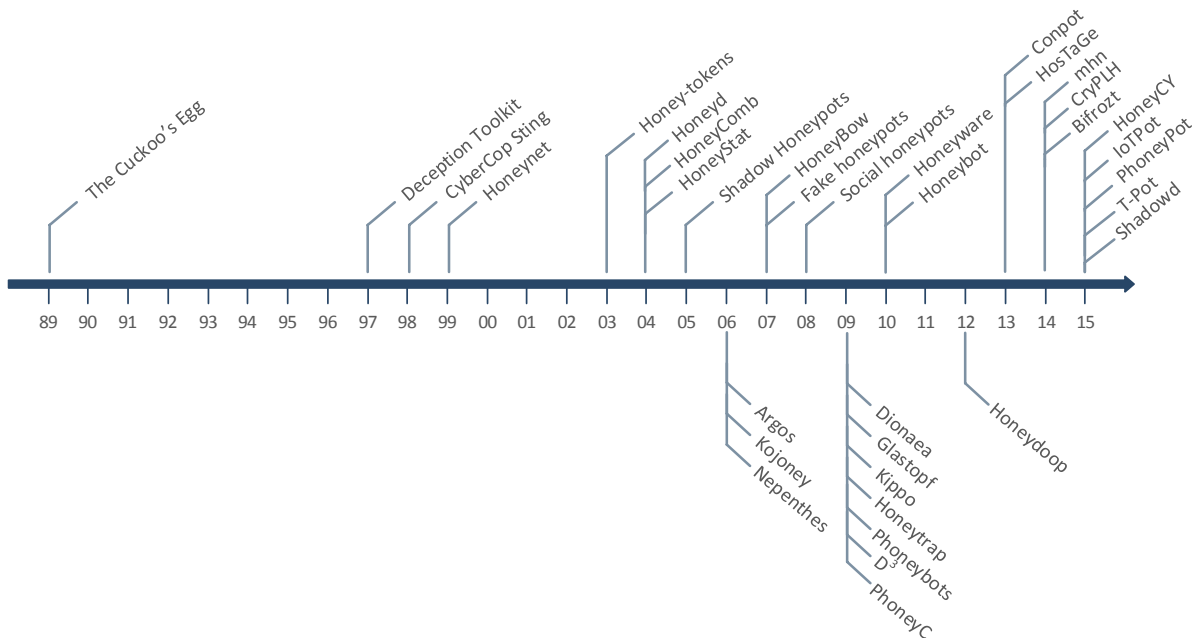 The Cuckoo's Egg
Deception Toolkit
CyberCop Sting
Honeynet
Honey-tokens
Honeyd
HoneyComb
HoneyStat
Shadow Honeypots
HoneyBow
Fake honeypots
Social honeypots
Honeyware
Honeybot
Conpot
HosTaGe
mhn
CryPLH
Bifrozt
HoneyCY
IoTPot
PhoneyPot
T-Pot
Shadowd
89 90 91 92 93 94 95 96 97 98 99 00 01 02 03 04 05 06 07 08 09 10 11 12 13 14 15
Argos
Kojoney
Nepenthes
Dionaea
Glastopf
Kippo
Honeytrap
Phoneybots
D³
PhoneyC
Honeydoop